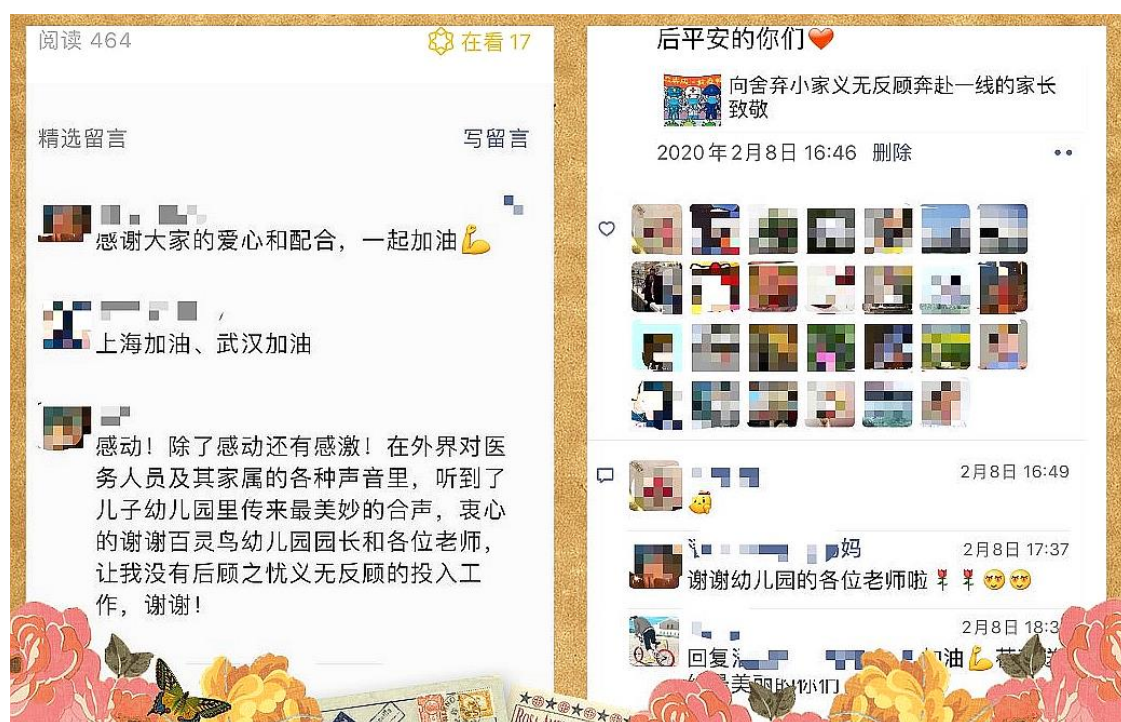 阅读 464
在看 17
精选留言
写留言
感谢大家的爱心和配合，一起加油💪
上海加油、武汉加油
感动！除了感动还有感激！在外界对医
务人员及其家属的各种声音里，听到了
儿子幼儿园里传来最美妙的合声，衷心
的谢谢百灵鸟幼儿园园长和各位老师，
让我没有后顾之忧义无反顾的投入工
作，谢谢！
后平安的你们❤️
向舍弃小家义无反顾奔赴一线的家长
致敬
2020年2月8日 16:46 删除
2月8日 16:49
妈
2月8日 17:37
谢谢幼儿园的各位老师啦🌹🌹
2月8日 18:3
回复
油💪
美丽的你们